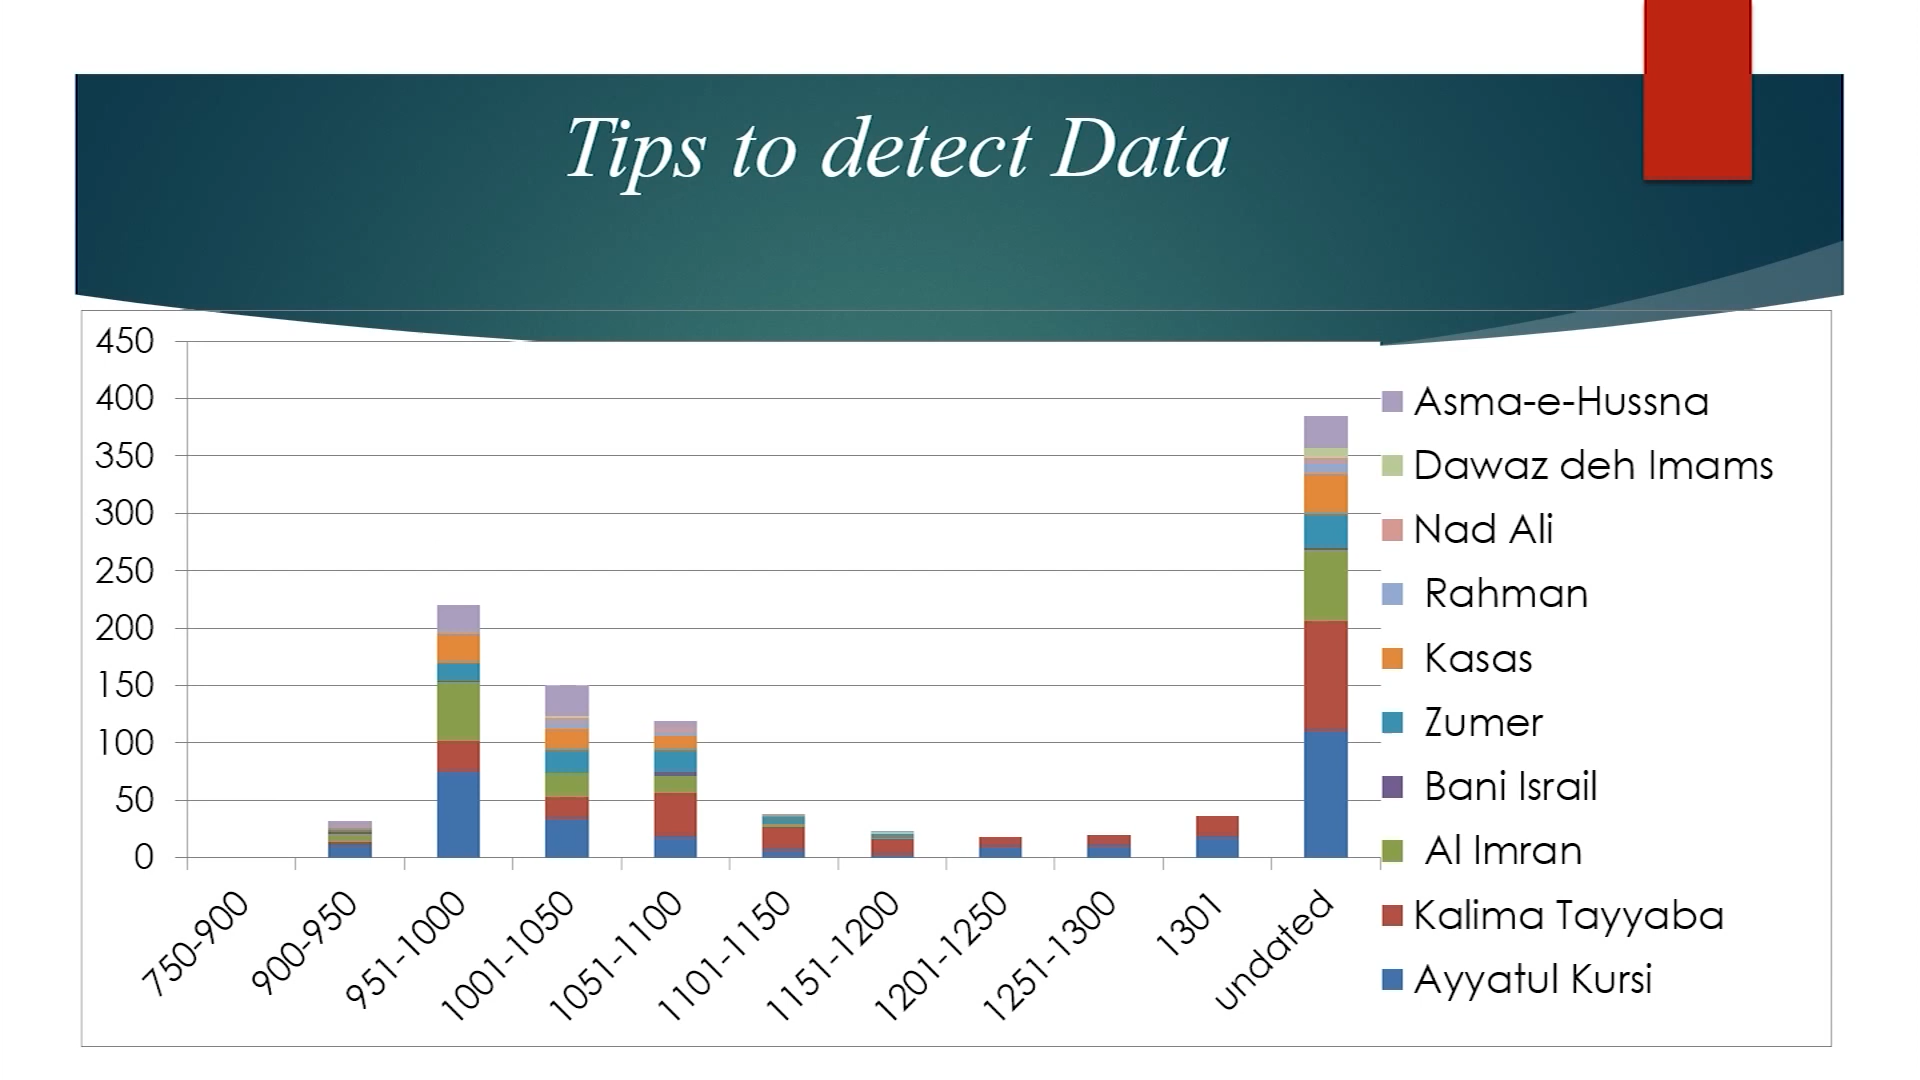 Tips to detect Data
450
400
350
300
250
200
150
100
50
0
750-900
900-950
951-1000
1001-1050
1051-1100
1101-1150
1151-1200
1201-1250
1251-1300
1301
undated
Asma-e-Hussna
Dawaz deh Imams
Nad Ali
Rahman
Kasas
Zumer
Bani Israil
Al Imran
Kalima Tayyaba
Ayyatul Kursi